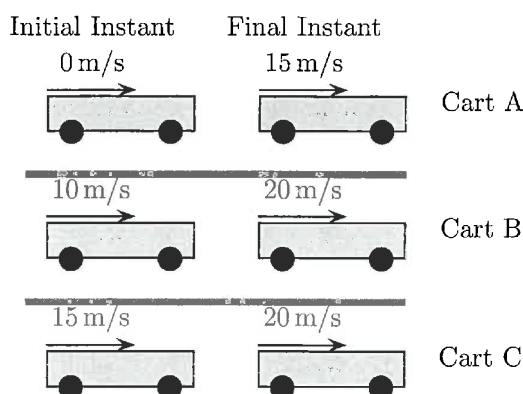 Initial Instant Final Instant
0 m/s 15 m/s
Cart A
10 m/s 20 m/s
Cart B
15 m/s 20 m/s
Cart C